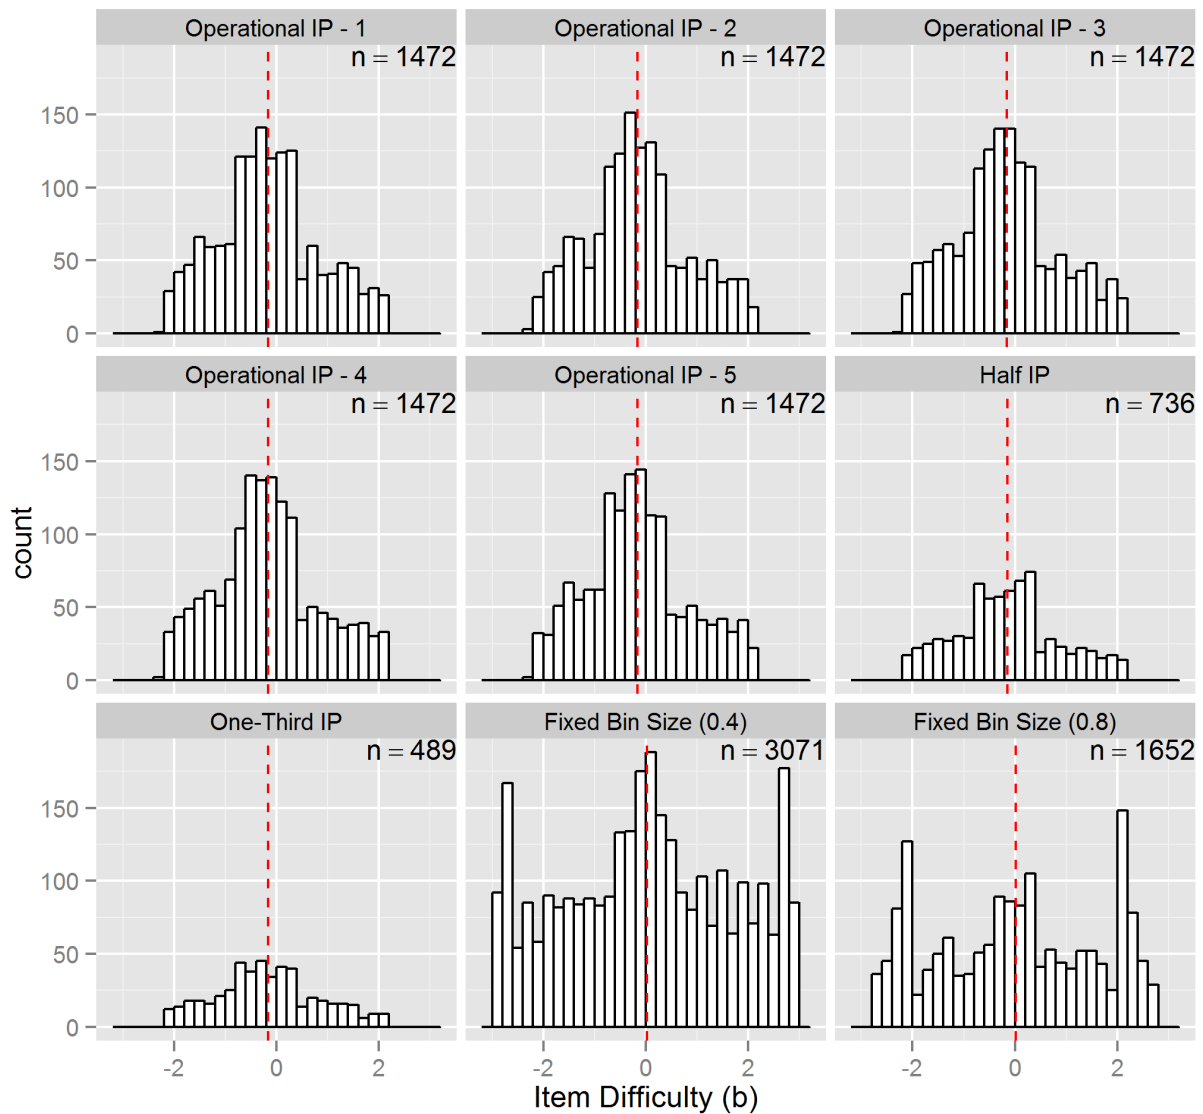 Operational IP - 1
Operational IP - 2
Operational IP - 3
n = 1472
n = 1472
n = 1472
150
100
50
0
Operational IP - 4
Operational IP - 5
Half IP
n = 1472
n = 1472
n = 736
150
100
50
0
count
One-Third IP
Fixed Bin Size (0.4)
Fixed Bin Size (0.8)
n = 489
n = 3071
n = 1652
150
100
50
0
-2 0 2
-2 0 2
-2 0 2
Item Difficulty (b)